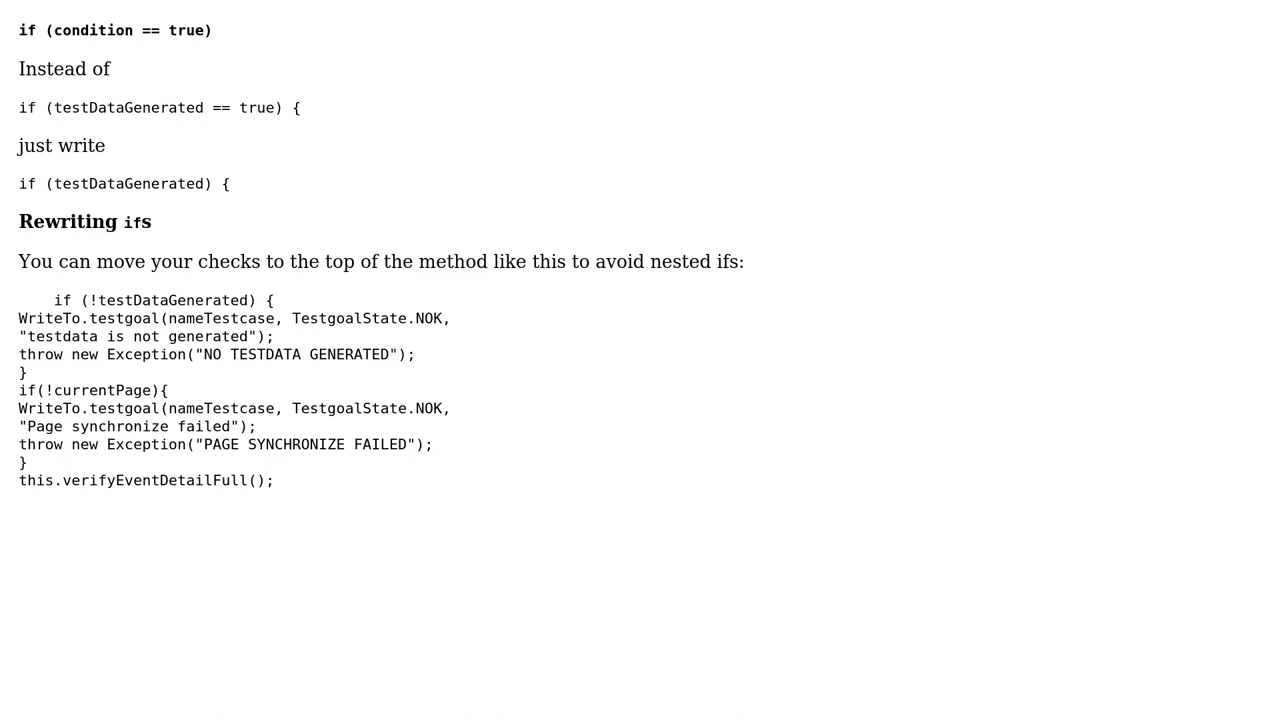 if (condition == true)
Instead of
if (testDataGenerated == true) {
just write
if (testDataGenerated) {
Rewriting ifs
You can move your checks to the top of the method like this to avoid nested ifs:
    if (!testDataGenerated) {
WriteTo.testgoal(nameTestcase, TestgoalState.NOK,
"testdata is not generated");
throw new Exception("NO TESTDATA GENERATED");
}
if(!currentPage){
WriteTo.testgoal(nameTestcase, TestgoalState.NOK,
"Page synchronize failed");
throw new Exception("PAGE SYNCHRONIZE FAILED");
}
this.verifyEventDetailFull();